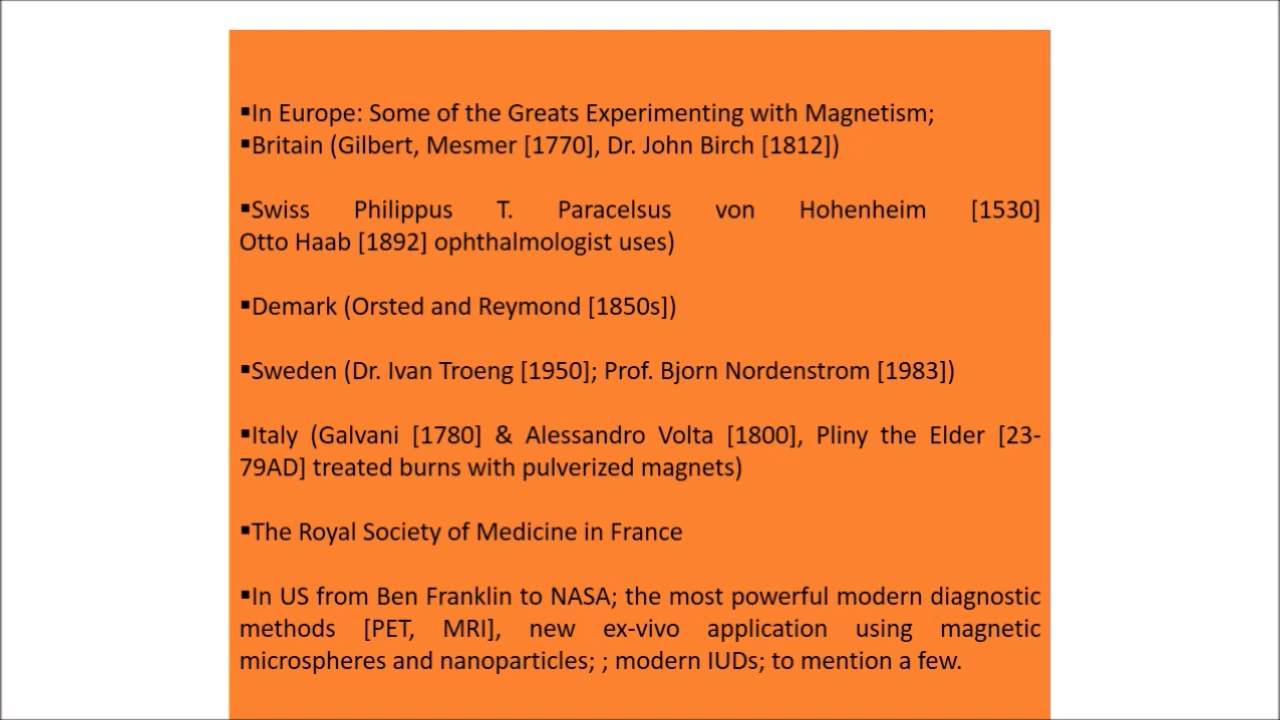 ▪In Europe: Some of the Greats Experimenting with Magnetism;
▪Britain (Gilbert, Mesmer [1770], Dr. John Birch [1812])
▪Swiss Philippus T. Paracelsus von Hohenheim [1530]
Otto Haab [1892] ophthalmologist uses)
▪Demark (Orsted and Reymond [1850s])
▪Sweden (Dr. Ivan Troeng [1950]; Prof. Bjorn Nordenstrom [1983])
▪Italy (Galvani [1780] & Alessandro Volta [1800], Pliny the Elder [23-
79AD] treated burns with pulverized magnets)
▪The Royal Society of Medicine in France
▪In US from Ben Franklin to NASA; the most powerful modern diagnostic
methods [PET, MRI], new ex-vivo application using magnetic
microspheres and nanoparticles; ; modern IUDs; to mention a few.